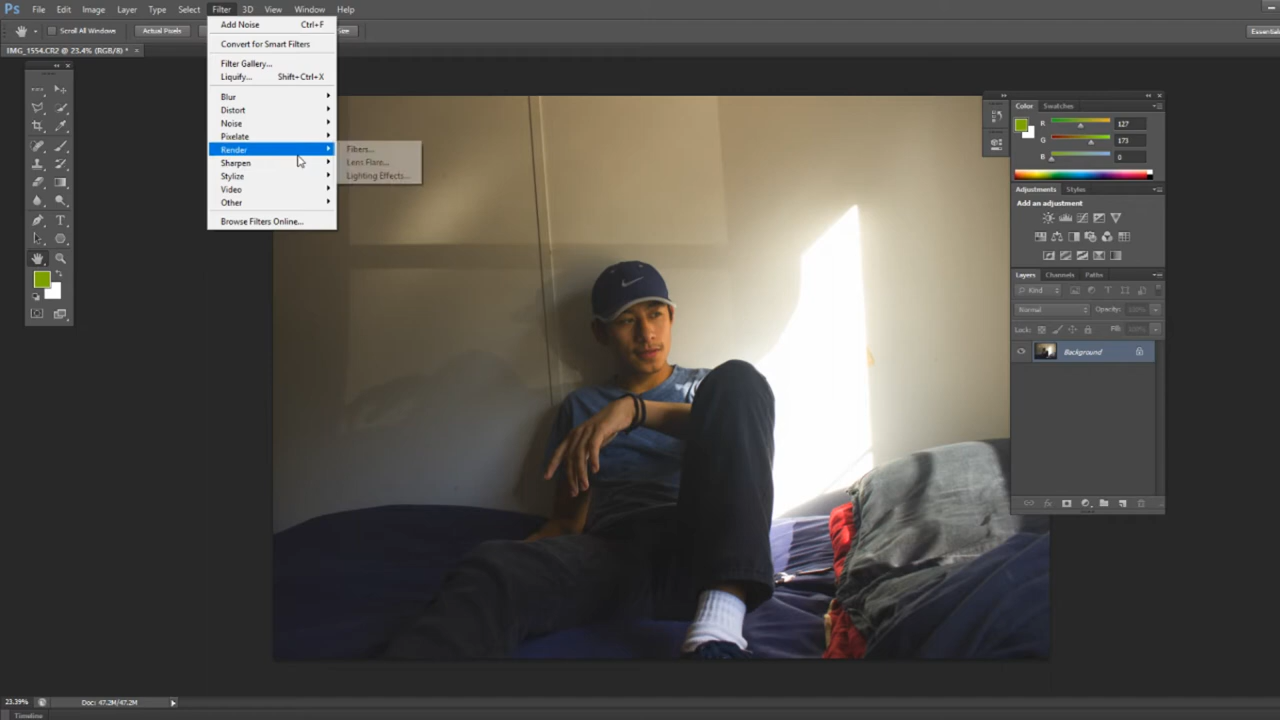 Ps File Edit Image Layer Type Select Filter 3D View Window Help
Scroll All Windows Actual Pixels Size Essentials
IMG_1554.CR2 @ 23.4% (RGB/8) * ×
Add Noise Ctrl+F
Convert for Smart Filters
Filter Gallery...
Liquify... Shift+Ctrl+X
Blur
Distort
Noise
Pixelate
Render
Sharpen
Stylize
Video
Other
Browse Filters Online...
Fibers...
Lens Flare...
Lighting Effects...
Color Swatches
R 127
G 173
B 0
Adjustments Styles
Add an adjustment
Layers Channels Paths
Kind
Normal Opacity: 100%
Lock: Fill: 100%
Background
23.39% Doc: 47.2M/47.2M
Timeline